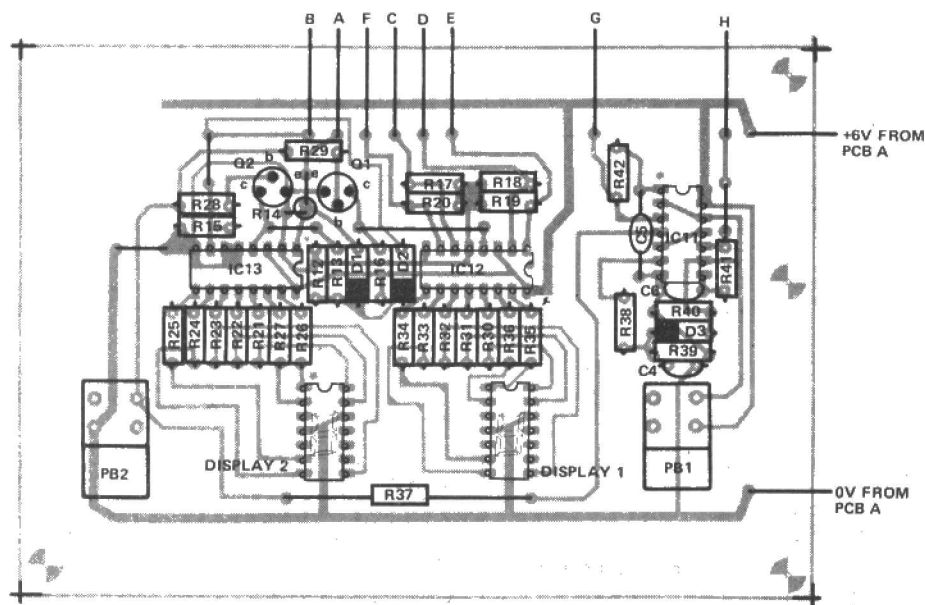 B A F C D E G H
+6V FROM
PCB A
R29
Q2 b e e Q1
c c
b
R42
R17 R18
R20 R19
R28
R14
R15
C5
IC11
R41
IC13
R12 R13 D1 R16 D2
IC12
C6
R25 R24 R23 R22 R21 R27 R26
R34 R33 R32 R31 R30 R36 R35
R38
R40
D3
R39
C4
PB2
DISPLAY 2
DISPLAY 1
PB1
R37
0V FROM
PCB A